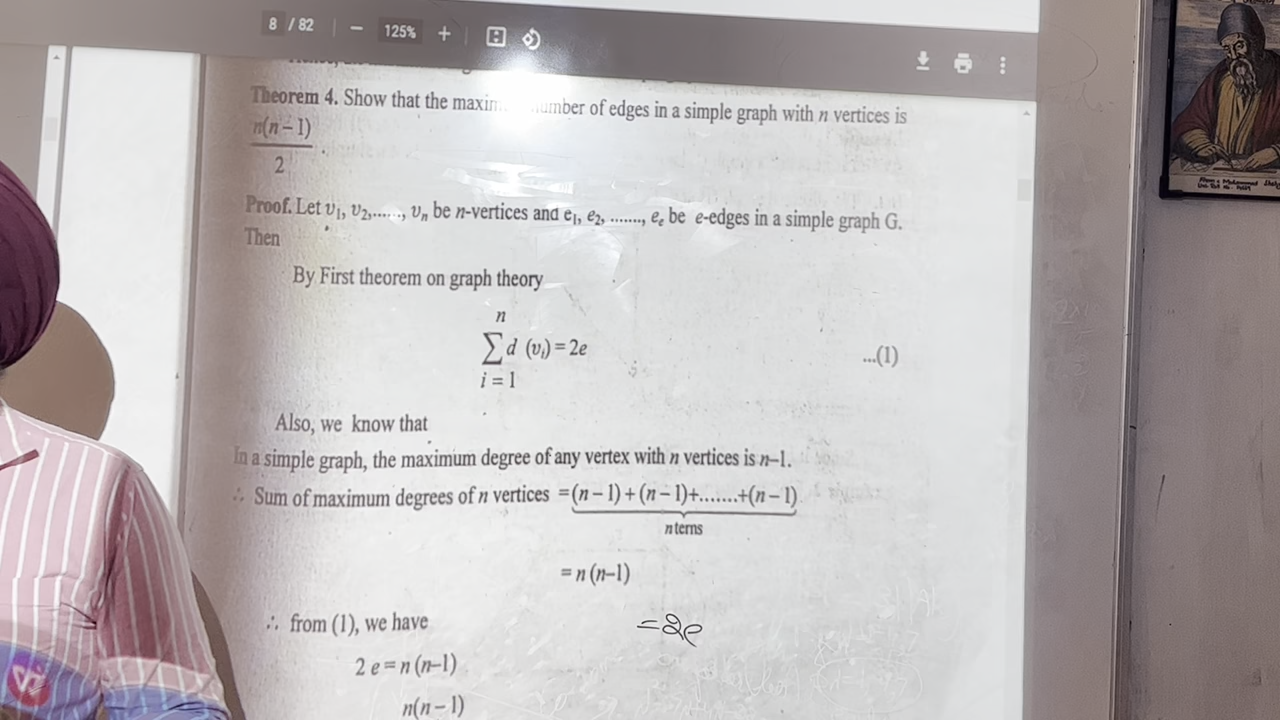 8 / 82 − 125% +
Theorem 4. Show that the maxim umber of edges in a simple graph with n vertices is
n(n – 1)
2
.
Proof. Let v₁, v₂,......, vₙ be n-vertices and e₁, e₂, ......., eₑ be e-edges in a simple graph G.
Then
By First theorem on graph theory
n
∑ d (vᵢ) = 2e ...(1)
i = 1
Also, we know that
In a simple graph, the maximum degree of any vertex with n vertices is n–1.
∴ Sum of maximum degrees of n vertices = (n – 1) + (n – 1)+.......+(n – 1)
n terns
= n (n–1)
∴ from (1), we have
= 2e
2 e = n (n–1)
n(n – 1)